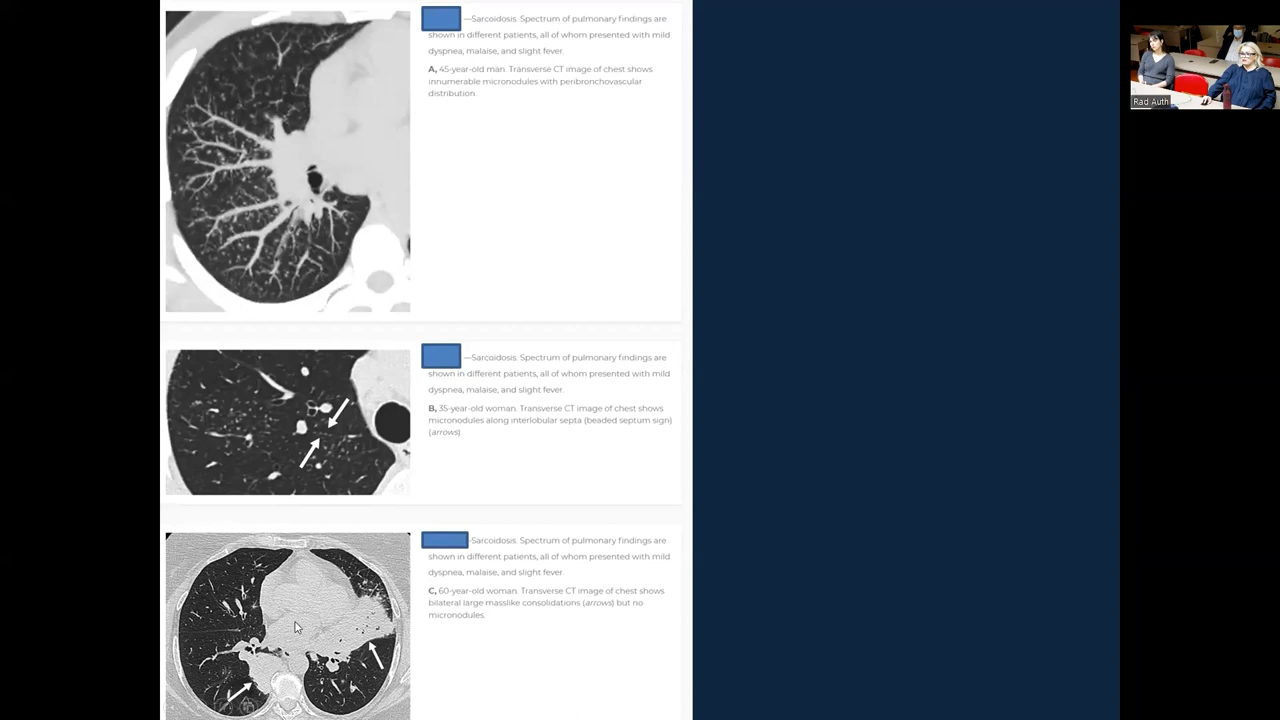 —Sarcoidosis. Spectrum of pulmonary findings are
shown in different patients, all of whom presented with mild
dyspnea, malaise, and slight fever.
A, 45-year-old man. Transverse CT image of chest shows
innumerable micronodules with peribronchovascular
distribution.
—Sarcoidosis. Spectrum of pulmonary findings are
shown in different patients, all of whom presented with mild
dyspnea, malaise, and slight fever.
B, 35-year-old woman. Transverse CT image of chest shows
micronodules along interlobular septa (beaded septum sign)
(arrows).
-Sarcoidosis. Spectrum of pulmonary findings are
shown in different patients, all of whom presented with mild
dyspnea, malaise, and slight fever.
C, 60-year-old woman. Transverse CT image of chest shows
bilateral large masslike consolidations (arrows) but no
micronodules.
Rad Auth